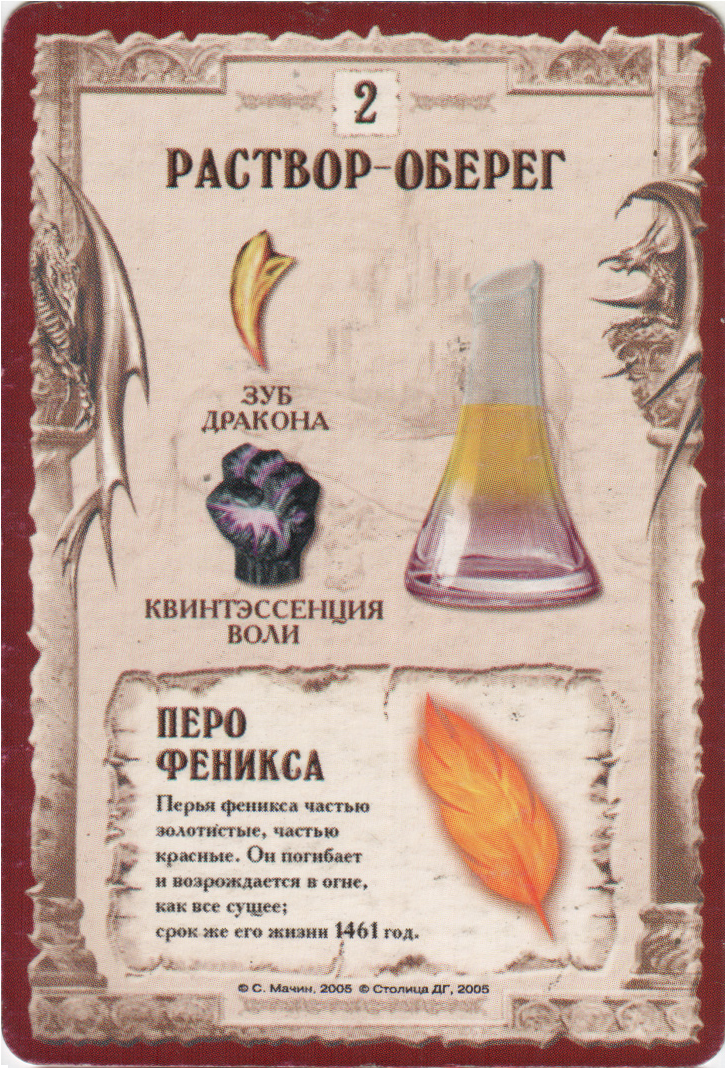 2
РАСТВОР-ОБЕРЕГ
ЗУБ
ДРАКОНА
КВИНТЭССЕНЦИЯ
ВОЛИ
ПЕРО
ФЕНИКСА
Перья феникса частью
золотистые, частью
красные. Он погибает
и возрождается в огне,
как все сущее;
срок же его жизни 1461 год.
© С. Мачин, 2005 © Столица ДГ, 2005